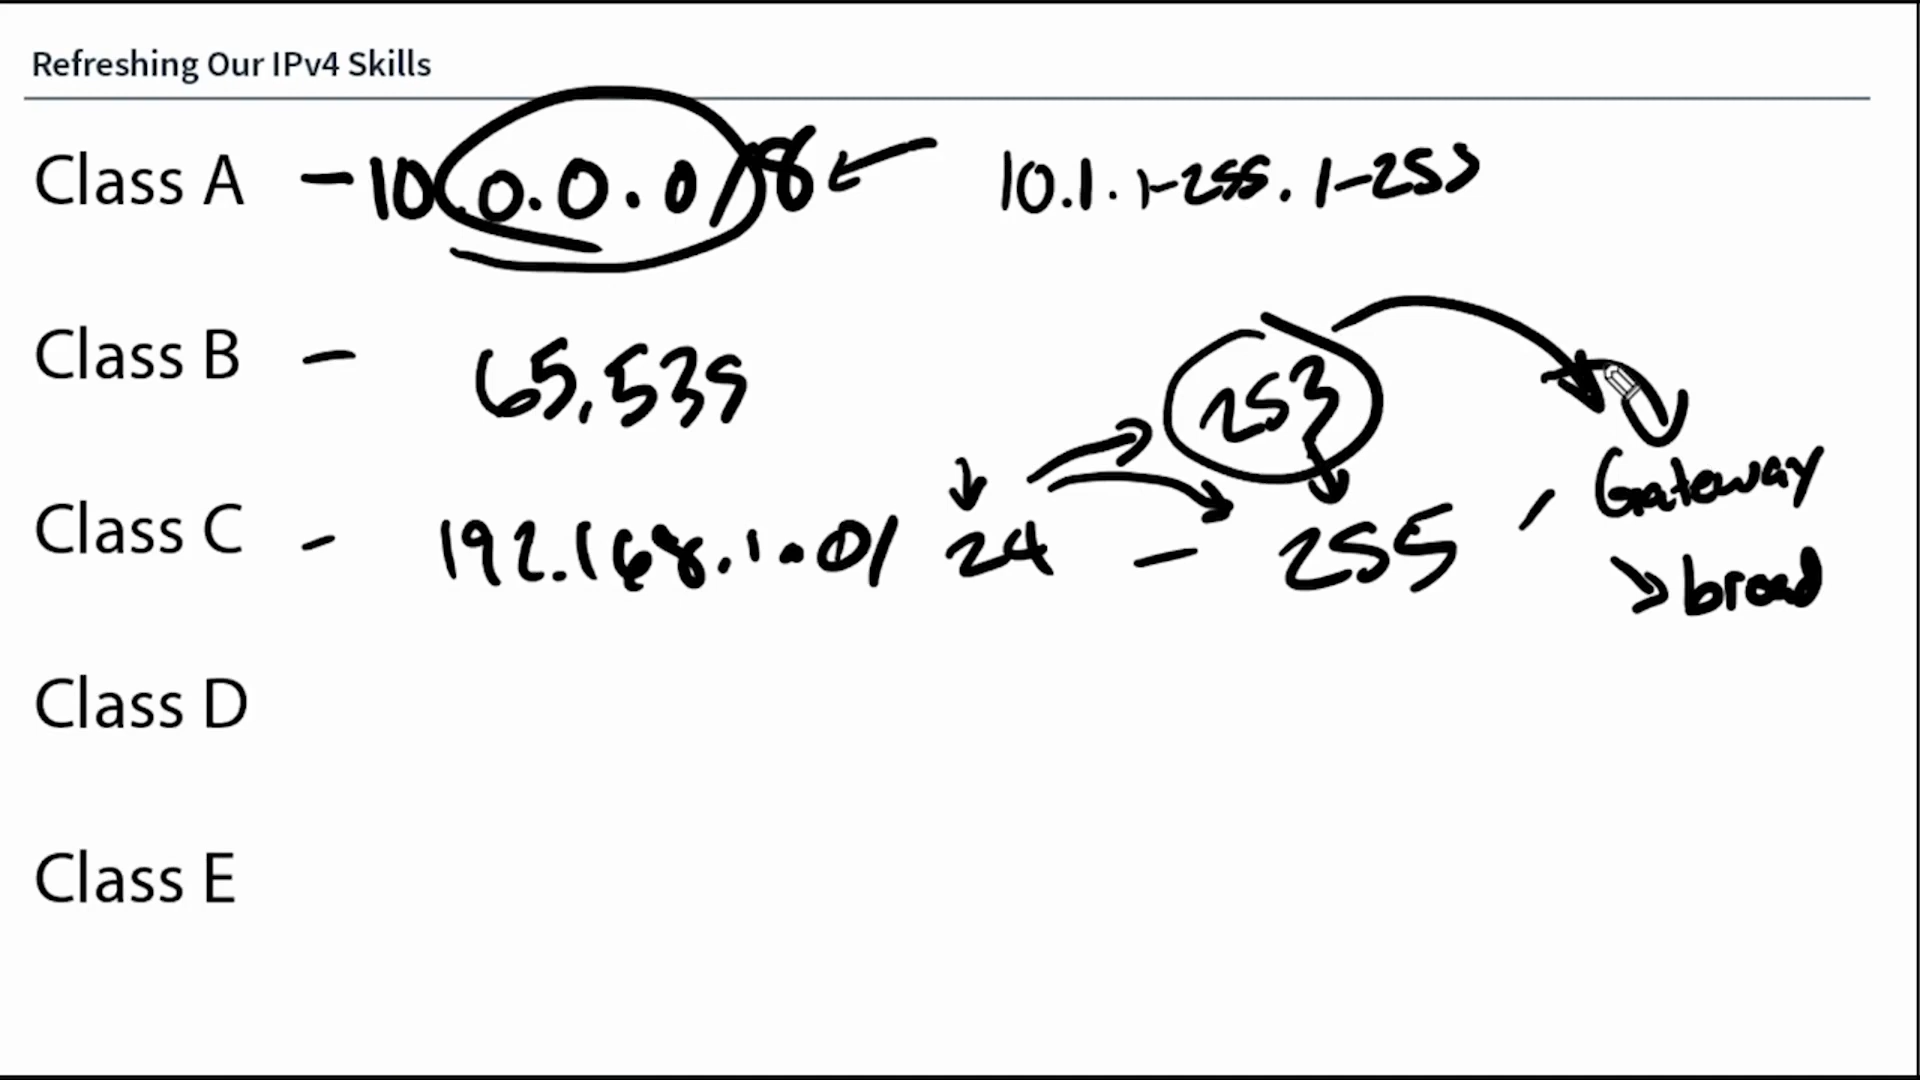 Refreshing Our IPv4 Skills
Class A - 10.0.0.0/8 10.1.1-255.1-253
Class B - 65,535
253
Class C - 192.168.1.0/24 - 255, Gateway
broad
Class D
Class E